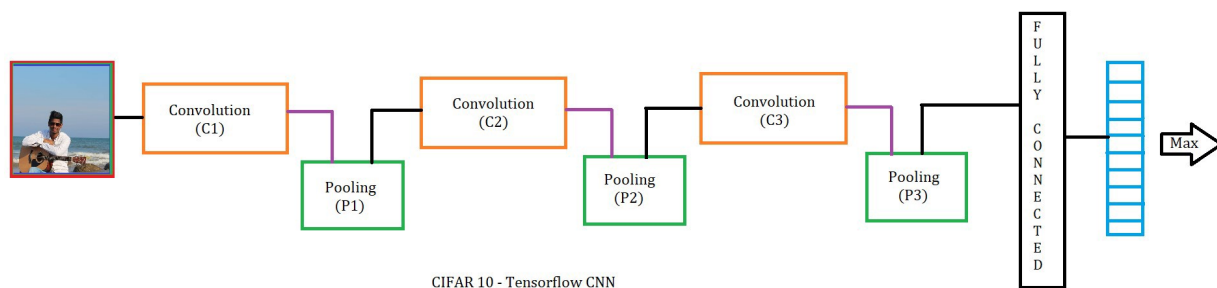 Convolution
(C1)
Pooling
(P1)
Convolution
(C2)
Pooling
(P2)
Convolution
(C3)
Pooling
(P3)
FULLY CONNECTED
Max
CIFAR 10 - Tensorflow CNN